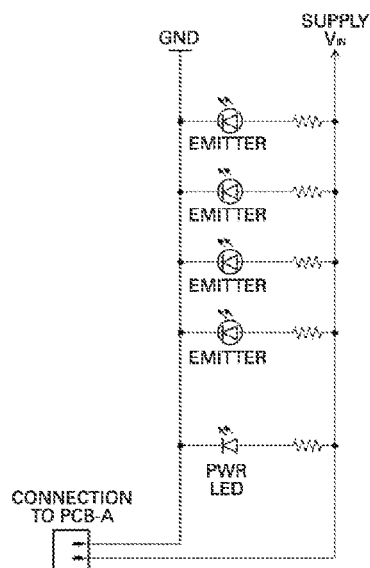 SUPPLY
VIN
GND
EMITTER
EMITTER
EMITTER
EMITTER
PWR
LED
CONNECTION
TO PCB-A